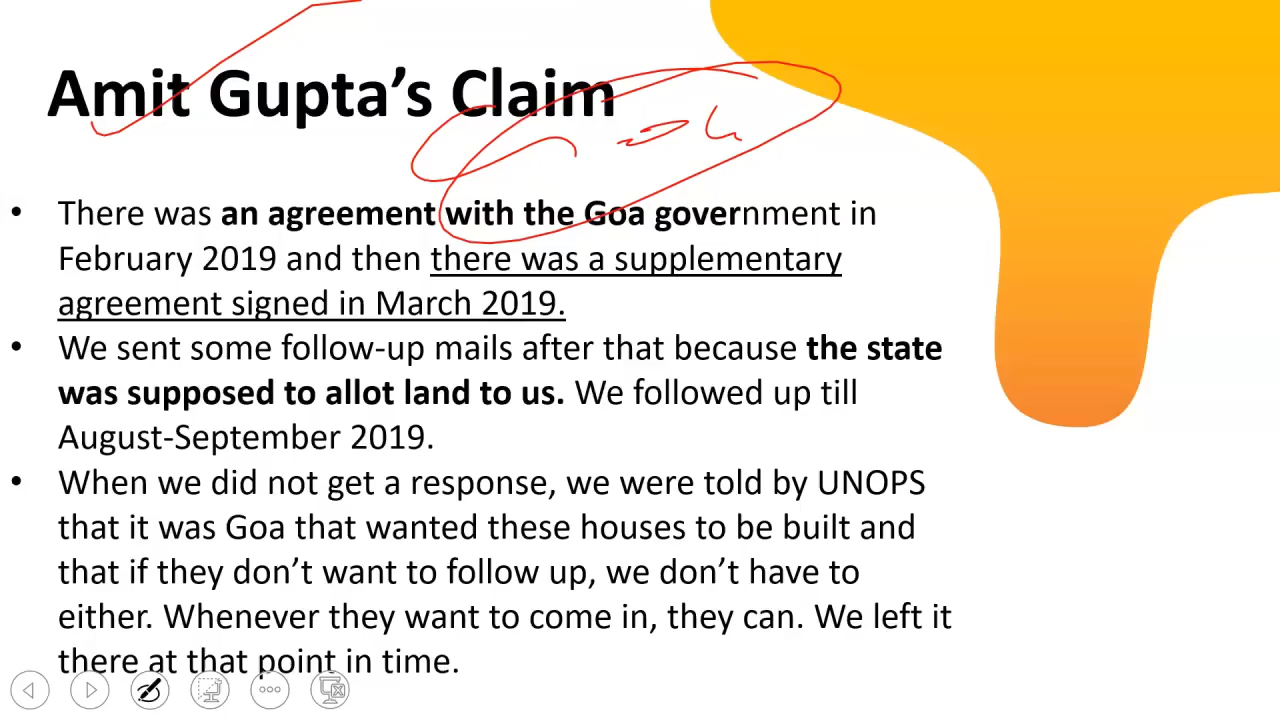 Amit Gupta's Claim
• There was an agreement with the Goa government in
February 2019 and then there was a supplementary
agreement signed in March 2019.
• We sent some follow-up mails after that because the state
was supposed to allot land to us. We followed up till
August-September 2019.
• When we did not get a response, we were told by UNOPS
that it was Goa that wanted these houses to be built and
that if they don't want to follow up, we don't have to
either. Whenever they want to come in, they can. We left it
there at that point in time.